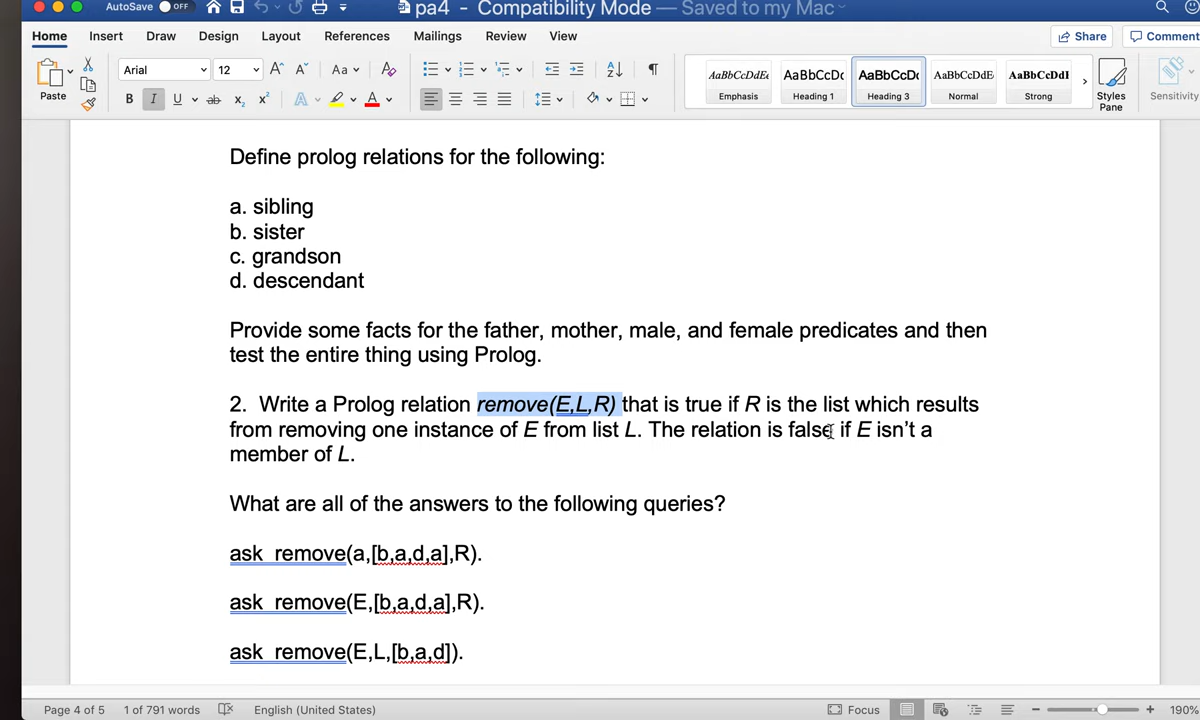 AutoSave OFF pa4 - Compatibility Mode — Saved to my Mac
Home Insert Draw Design Layout References Mailings Review View Share Comment
Paste Arial 12 A A Aa A
B I U ab x₂ x² A A
AaBbCcDdEe AaBbCcDc AaBbCcDc AaBbCcDdE AaBbCcDdI
Emphasis Heading 1 Heading 3 Normal Strong Styles Pane Sensitivity
Define prolog relations for the following:
a. sibling
b. sister
c. grandson
d. descendant
Provide some facts for the father, mother, male, and female predicates and then
test the entire thing using Prolog.
2. Write a Prolog relation remove(E,L,R) that is true if R is the list which results
from removing one instance of E from list L. The relation is false if E isn't a
member of L.
What are all of the answers to the following queries?
ask remove(a,[b,a,d,a],R).
ask remove(E,[b,a,d,a],R).
ask remove(E,L,[b,a,d]).
Page 4 of 5 1 of 791 words English (United States) Focus 190%